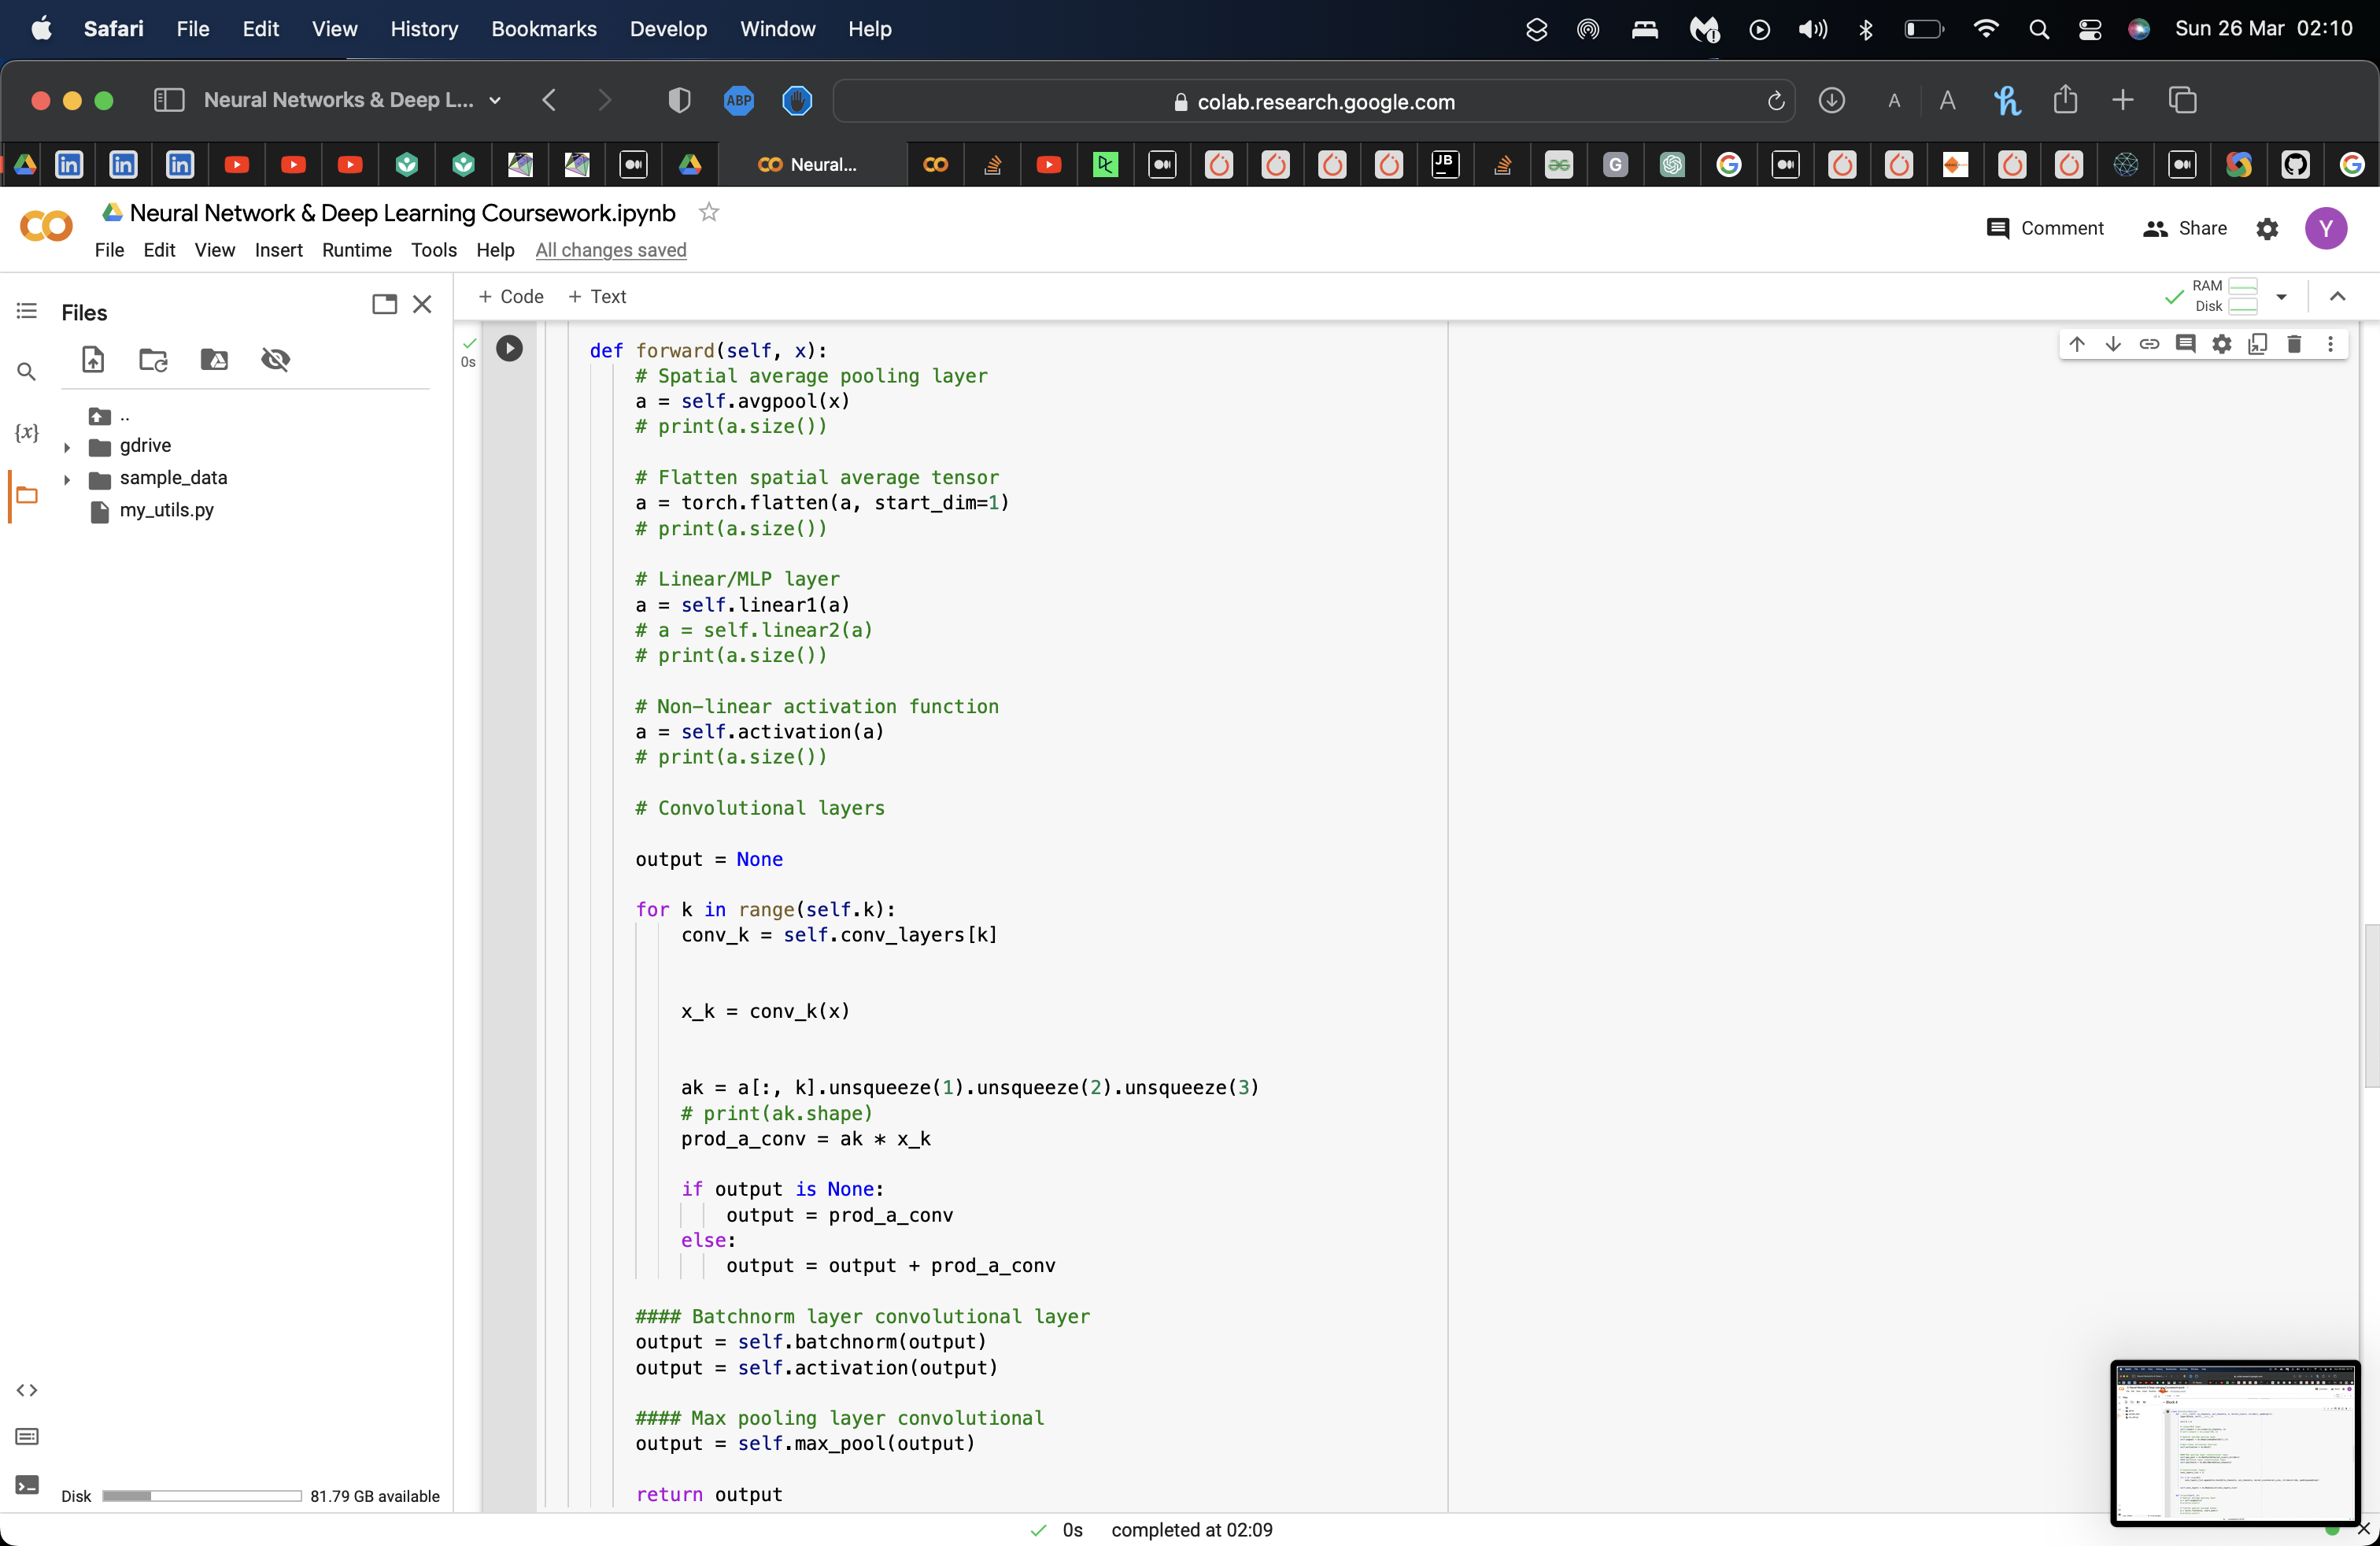 Safari File Edit View History Bookmarks Develop Window Help Sun 26 Mar 02:10
Neural Networks & Deep L... ABP colab.research.google.com A A
Neural... JB G
Neural Network & Deep Learning Coursework.ipynb
File Edit View Insert Runtime Tools Help All changes saved
Comment Share Y
Files
+ Code + Text
RAM
Disk
0s
..
gdrive
sample_data
my_utils.py
{x}
def forward(self, x):
# Spatial average pooling layer
a = self.avgpool(x)
# print(a.size())
# Flatten spatial average tensor
a = torch.flatten(a, start_dim=1)
# print(a.size())
# Linear/MLP layer
a = self.linear1(a)
# a = self.linear2(a)
# print(a.size())
# Non-linear activation function
a = self.activation(a)
# print(a.size())
# Convolutional layers
output = None
for k in range(self.k):
conv_k = self.conv_layers[k]
x_k = conv_k(x)
ak = a[:, k].unsqueeze(1).unsqueeze(2).unsqueeze(3)
# print(ak.shape)
prod_a_conv = ak * x_k
if output is None:
output = prod_a_conv
else:
output = output + prod_a_conv
#### Batchnorm layer convolutional layer
output = self.batchnorm(output)
output = self.activation(output)
#### Max pooling layer convolutional
output = self.max_pool(output)
return output
Disk 81.79 GB available
0s completed at 02:09